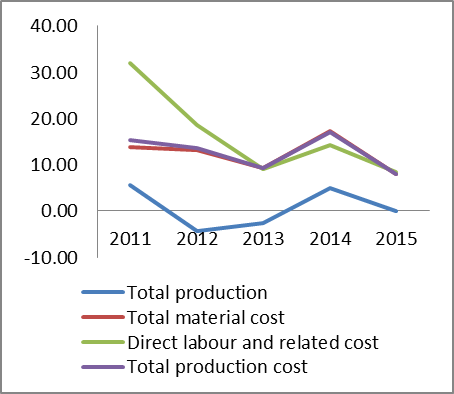 40.00
30.00
20.00
10.00
0.00
-10.00
2011 2012 2013 2014 2015
Total production
Total material cost
Direct labour and related cost
Total production cost